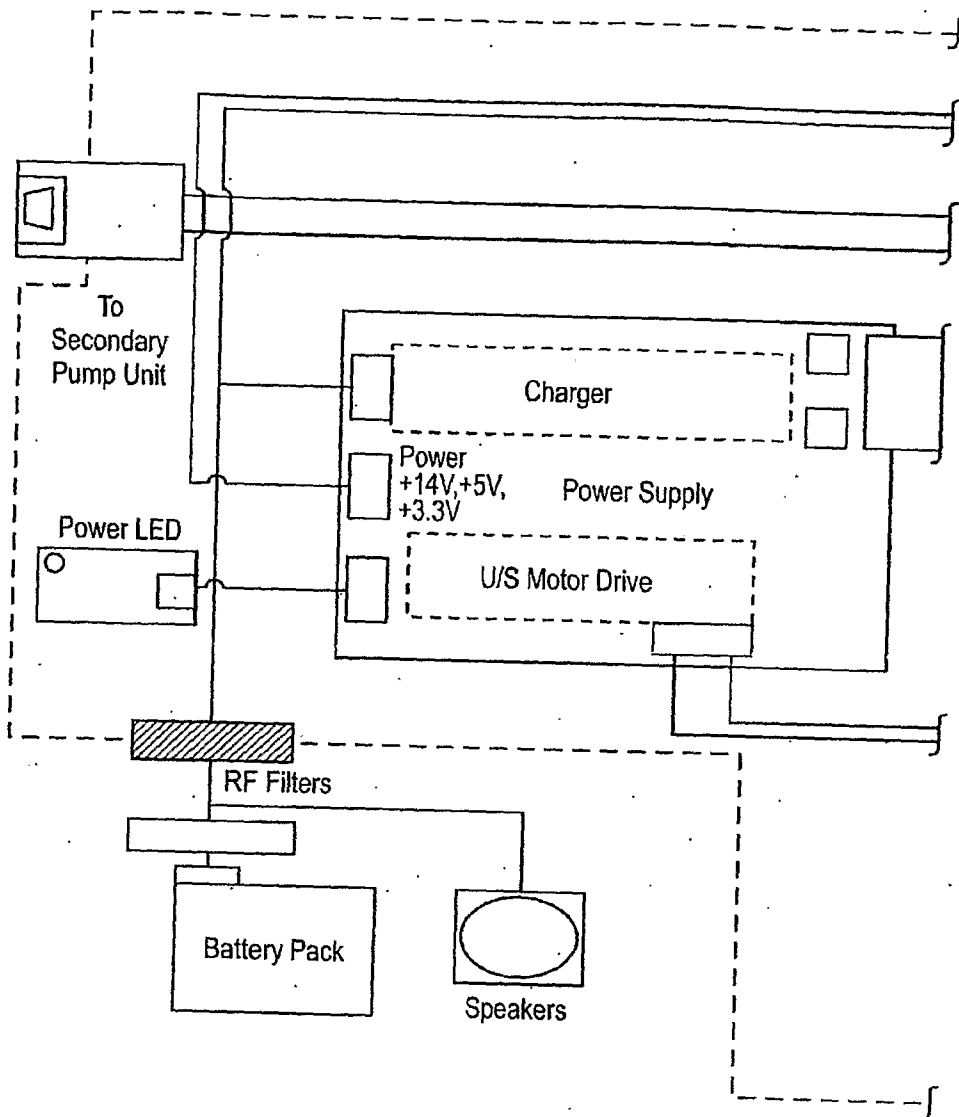 To
Secondary
Pump Unit
Charger
Power
+14V,+5V,
+3.3V
Power Supply
Power LED
U/S Motor Drive
RF Filters
Battery Pack
Speakers